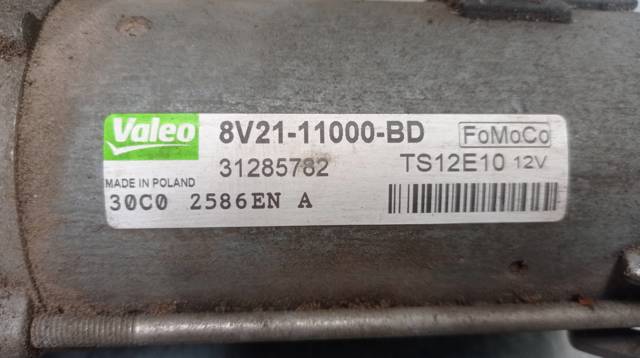 Valeo
8V21-11000-BD FoMoCo
31285782 TS12E10 12V
MADE IN POLAND
30C0 2586EN A